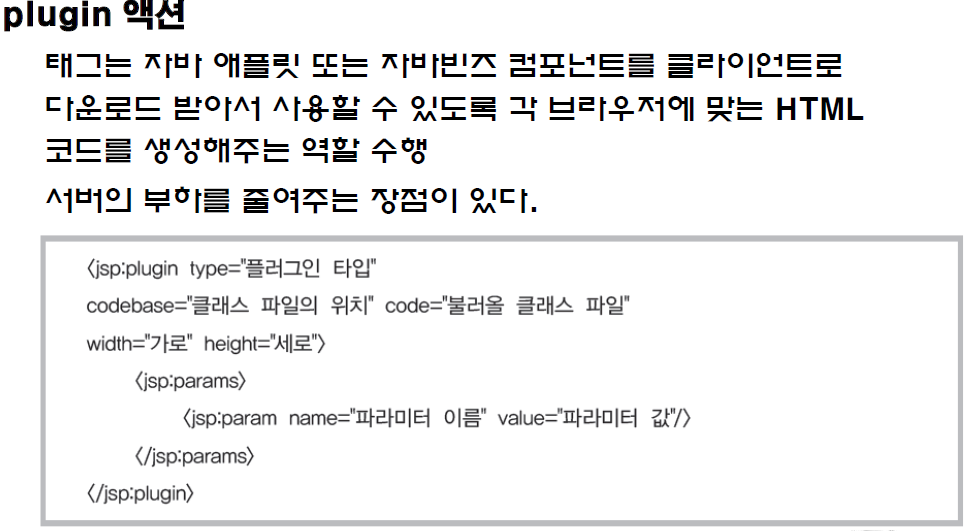 plugin 액션
태그는 자바 애플릿 또는 자바빈즈 컴포넌트를 클라이언트로
다운로드 받아서 사용할 수 있도록 각 브라우저에 맞는 HTML
코드를 생성해주는 역할 수행
서버의 부하를 줄여주는 장점이 있다.
〈jsp:plugin type="플러그인 타입"
codebase="클래스 파일의 위치" code="불러올 클래스 파일"
width="가로" height="세로"〉
〈jsp:params〉
〈jsp:param name="파라미터 이름" value="파라미터 값"/〉
〈/jsp:params〉
〈/jsp:plugin〉